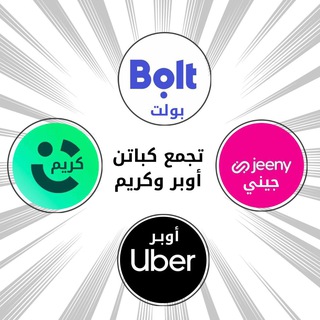 Bolt
بولت
كريم
تجمع كباتن
أوبر وكريم
jeeny
جيني
أوبر
Uber